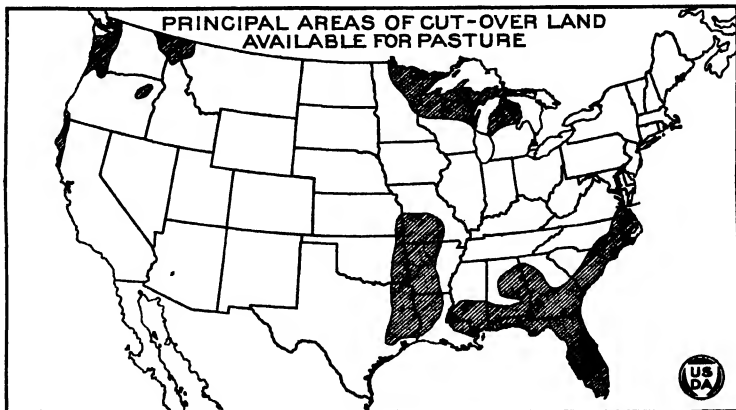 PRINCIPAL AREAS OF CUT-OVER LAND
AVAILABLE FOR PASTURE
US
DA